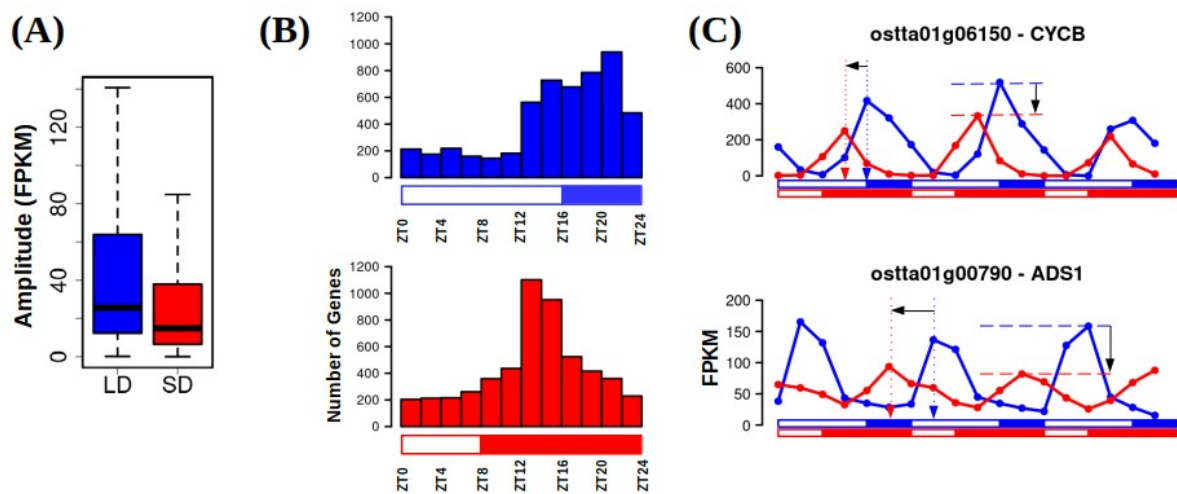 (A)
Amplitude (FPKM)
0 40 80 120
LD SD
(B)
1200
1000
800
600
400
200
0
ZT0 ZT4 ZT8 ZT12 ZT16 ZT20 ZT24
Number of Genes
1200
1000
800
600
400
200
0
ZT0 ZT4 ZT8 ZT12 ZT16 ZT20 ZT24
(C)
ostta01g06150 - CYCB
600
400
200
0
ostta01g00790 - ADS1
FPKM
200
150
100
50
0